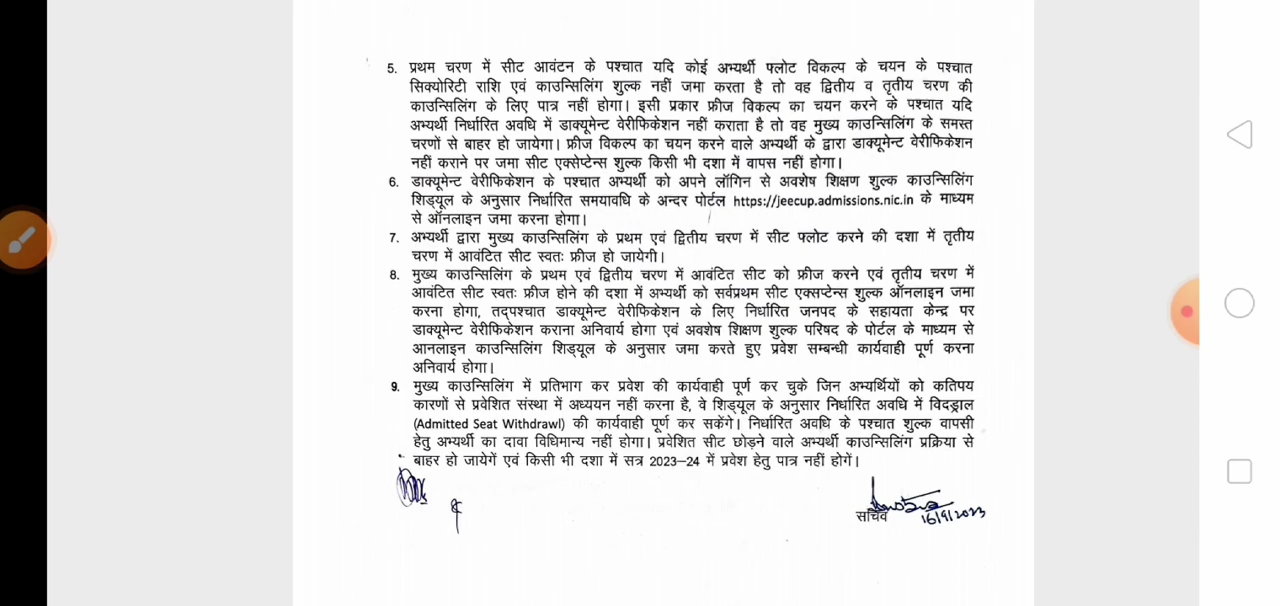 5. प्रथम चरण में सीट आवंटन के पश्चात यदि कोई अभ्यर्थी फ्लोट विकल्प के चयन के पश्चात
सिक्योरिटी राशि एवं काउन्सिलिंग शुल्क नहीं जमा करता है तो वह द्वितीय व तृतीय चरण की
काउन्सिलिंग के लिए पात्र नहीं होगा। इसी प्रकार फ्रीज विकल्प का चयन करने के पश्चात यदि
अभ्यर्थी निर्धारित अवधि में डाक्यूमेन्ट वेरीफिकेशन नहीं कराता है तो वह मुख्य काउन्सिलिंग के समस्त
चरणों से बाहर हो जायेगा। फ्रीज विकल्प का चयन करने वाले अभ्यर्थी के द्वारा डाक्यूमेन्ट वेरीफिकेशन
नहीं कराने पर जमा सीट एक्सेप्टेन्स शुल्क किसी भी दशा में वापस नहीं होगा।
6. डाक्यूमेन्ट वेरीफिकेशन के पश्चात अभ्यर्थी को अपने लॉगिन से अवशेष शिक्षण शुल्क काउन्सिलिंग
शिड्यूल के अनुसार निर्धारित समयावधि के अन्दर पोर्टल https://jeecup.admissions.nic.in के माध्यम
से ऑनलाइन जमा करना होगा।
7. अभ्यर्थी द्वारा मुख्य काउन्सिलिंग के प्रथम एवं द्वितीय चरण में सीट फ्लोट करने की दशा में तृतीय
चरण में आवंटित सीट स्वतः फ्रीज हो जायेगी।
8. मुख्य काउन्सिलिंग के प्रथम एवं द्वितीय चरण में आवंटित सीट को फ्रीज करने एवं तृतीय चरण में
आवंटित सीट स्वतः फ्रीज होने की दशा में अभ्यर्थी को सर्वप्रथम सीट एक्सप्टेन्स शुल्क ऑनलाइन जमा
करना होगा, तद्पश्चात डाक्यूमेन्ट वेरीफिकेशन के लिए निर्धारित जनपद के सहायता केन्द्र पर
डाक्यूमेन्ट वेरीफिकेशन कराना अनिवार्य होगा एवं अवशेष शिक्षण शुल्क परिषद के पोर्टल के माध्यम से
आनलाइन काउन्सिलिंग शिड्यूल के अनुसार जमा करते हुए प्रवेश सम्बन्धी कार्यवाही पूर्ण करना
अनिवार्य होगा।
9. मुख्य काउन्सिलिंग में प्रतिभाग कर प्रवेश की कार्यवाही पूर्ण कर चुके जिन अभ्यर्थियों को कतिपय
कारणों से प्रवेशित संस्था में अध्ययन नहीं करना है, वे शिड्यूल के अनुसार निर्धारित अवधि में विदड्राल
(Admitted Seat Withdrawl) की कार्यवाही पूर्ण कर सकेंगे। निर्धारित अवधि के पश्चात शुल्क वापसी
हेतु अभ्यर्थी का दावा विधिमान्य नहीं होगा। प्रवेशित सीट छोड़ने वाले अभ्यर्थी काउन्सिलिंग प्रक्रिया से
बाहर हो जायेगें एवं किसी भी दशा में सत्र 2023-24 में प्रवेश हेतु पात्र नहीं होगें।
सचिव
16/9/2023